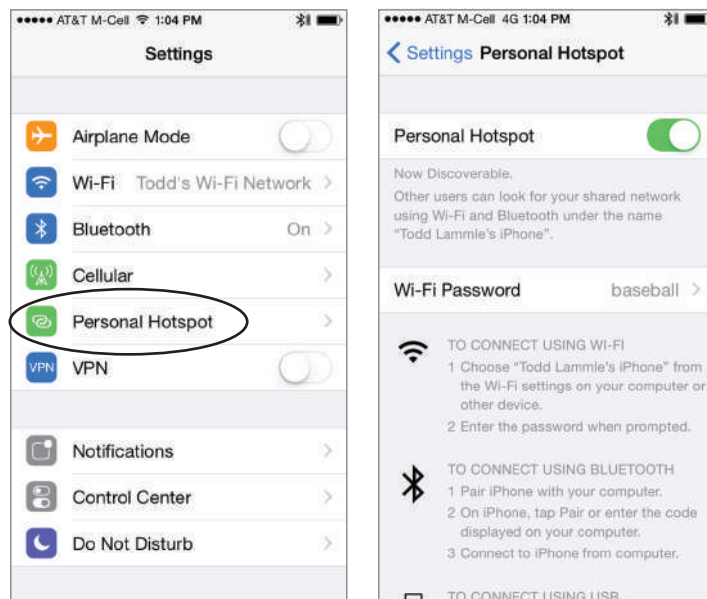 AT&T M-Cell 1:04 PM
Settings
Airplane Mode
Wi-Fi Todd's Wi-Fi Network
Bluetooth On
Cellular
Personal Hotspot
VPN VPN
Notifications
Control Center
Do Not Disturb
AT&T M-Cell 4G 1:04 PM
Settings Personal Hotspot
Personal Hotspot
Now Discoverable.
Other users can look for your shared network
using Wi-Fi and Bluetooth under the name
“Todd Lammle's iPhone”.
Wi-Fi Password baseball
TO CONNECT USING WI-FI
1 Choose “Todd Lammle's iPhone” from
the Wi-Fi settings on your computer or
other device.
2 Enter the password when prompted.
TO CONNECT USING BLUETOOTH
1 Pair iPhone with your computer.
2 On iPhone, tap Pair or enter the code
displayed on your computer.
3 Connect to iPhone from computer.
TO CONNECT USING USB